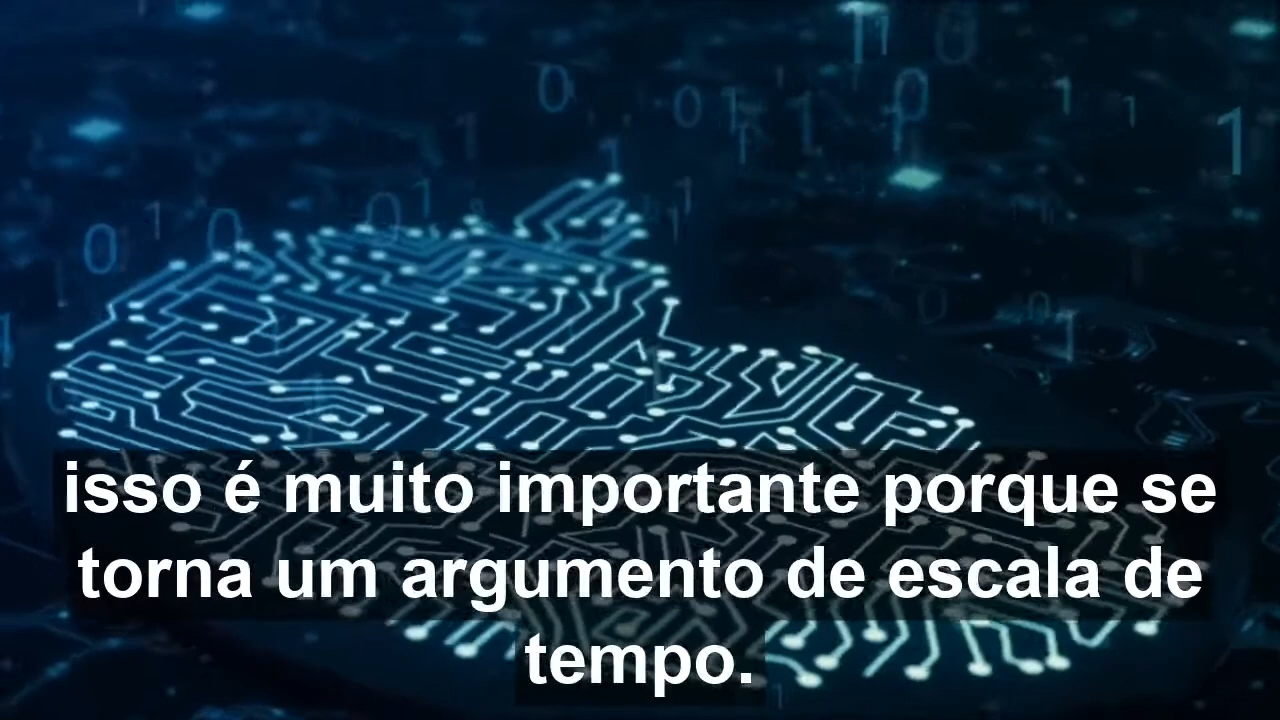 isso é muito importante porque se
torna um argumento de escala de
tempo.